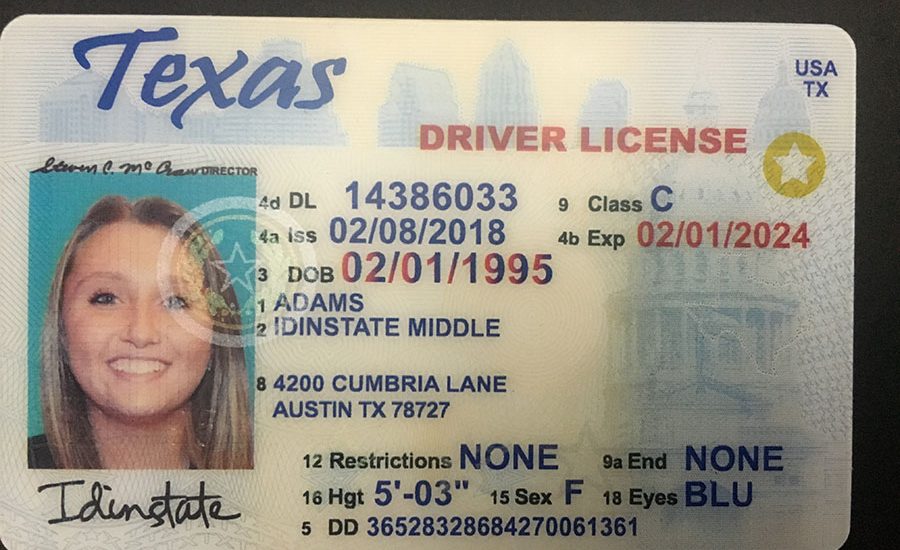 Texas
USA
TX
DRIVER LICENSE
Steven C. McCraw DIRECTOR
4d DL 14386033 9 Class C
4a Iss 02/08/2018 4b Exp 02/01/2024
3 DOB 02/01/1995
1 ADAMS
2 IDINSTATE MIDDLE
8 4200 CUMBRIA LANE
AUSTIN TX 78727
12 Restrictions NONE 9a End NONE
16 Hgt 5'-03" 15 Sex F 18 Eyes BLU
5 DD 36528328684270061361
Idinstate